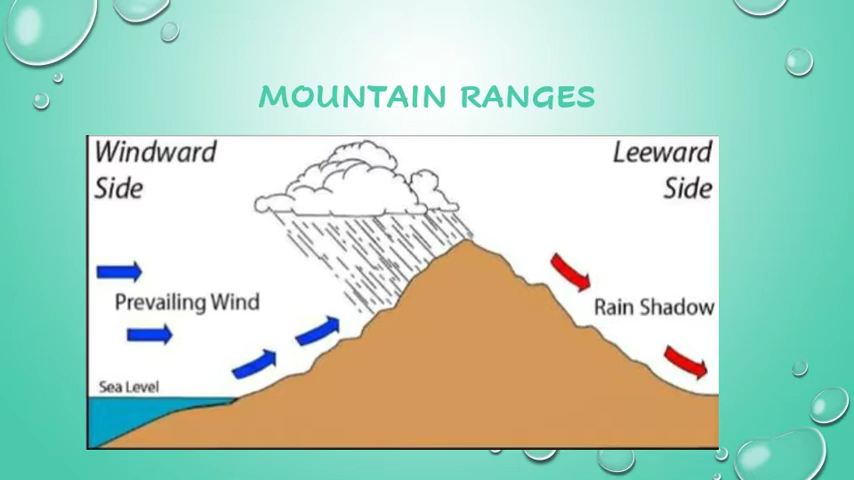 MOUNTAIN RANGES
Windward
Side
Leeward
Side
Prevailing Wind
Rain Shadow
Sea Level